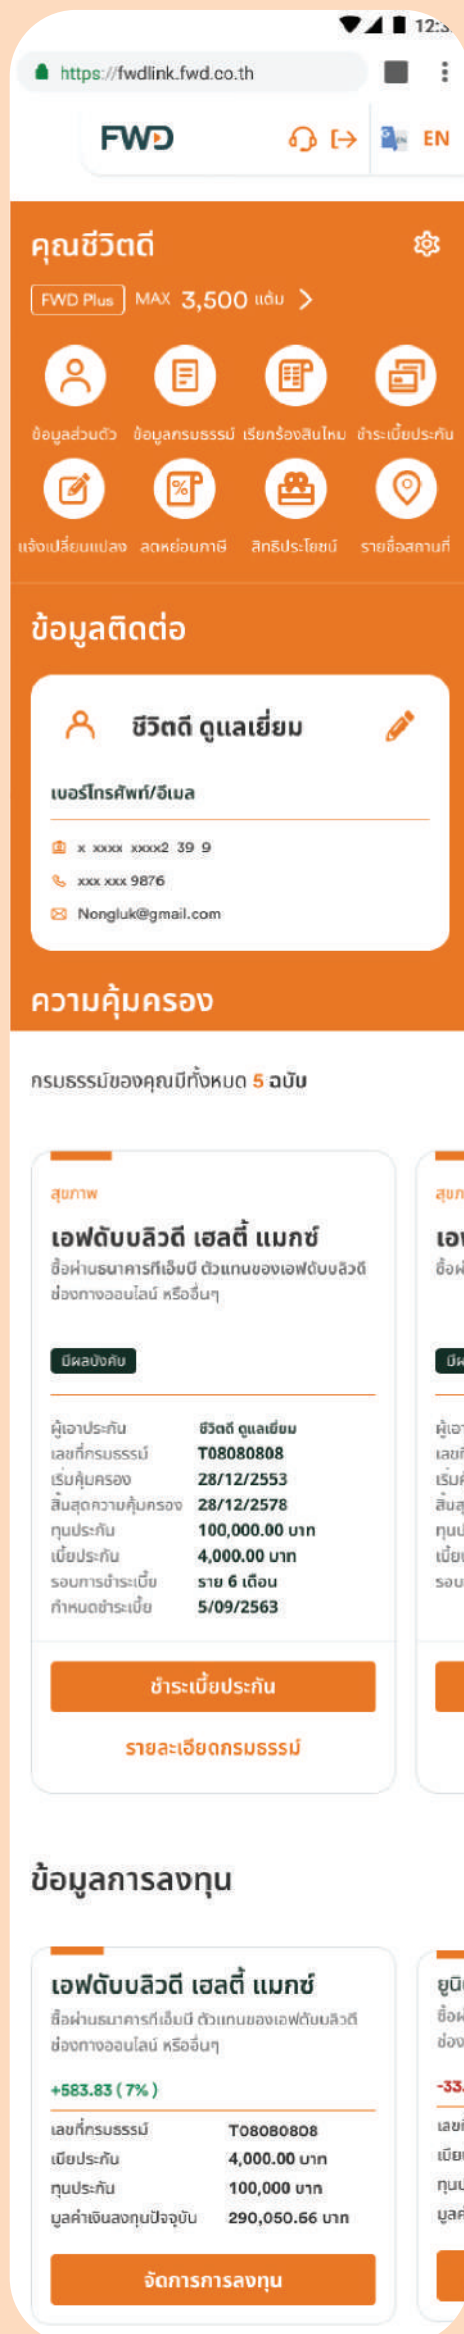 12:3
https://fwdlink.fwd.co.th
FWD
EN
คุณชีวิตดี
FWD Plus MAX 3,500 แต้ม
ข้อมูลส่วนตัว ข้อมูลกรมธรรม์ เรียกร้องสินไหม ชำระเบี้ยประกัน
แจ้งเปลี่ยนแปลง ลดหย่อนภาษี สิทธิประโยชน์ รายชื่อสถานที่
ข้อมูลติดต่อ
ชีวิตดี ดูแลเยี่ยม
เบอร์โทรศัพท์/อีเมล
x xxxx xxxx2 39 9
xxx xxx 9876
Nongluk@gmail.com
ความคุ้มครอง
กรมธรรม์ของคุณมีทั้งหมด 5 ฉบับ
สุขภาพ
เอฟดับบลิวดี เฮลตี้ แมกซ์
ซื้อผ่านธนาคารทีเอ็มบี ตัวแทนของเอฟดับบลิวดี
ช่องทางออนไลน์ หรืออื่นๆ
มีผลบังคับ
ผู้เอาประกัน ชีวิตดี ดูแลเยี่ยม
เลขที่กรมธรรม์ T08080808
เริ่มคุ้มครอง 28/12/2553
สิ้นสุดความคุ้มครอง 28/12/2578
ทุนประกัน 100,000.00 บาท
เบี้ยประกัน 4,000.00 บาท
รอบการชำระเบี้ย ราย 6 เดือน
กำหนดชำระเบี้ย 5/09/2563
ชำระเบี้ยประกัน
รายละเอียดกรมธรรม์
ข้อมูลการลงทุน
เอฟดับบลิวดี เฮลตี้ แมกซ์
ซื้อผ่านธนาคารทีเอ็มบี ตัวแทนของเอฟดับบลิวดี
ช่องทางออนไลน์ หรืออื่นๆ
+583.83 ( 7% )
-33.
เลขที่กรมธรรม์ T08080808
เบี้ยประกัน 4,000.00 บาท
ทุนประกัน 100,000 บาท
มูลค่าเงินลงทุนปัจจุบัน 290,050.66 บาท
จัดการการลงทุน